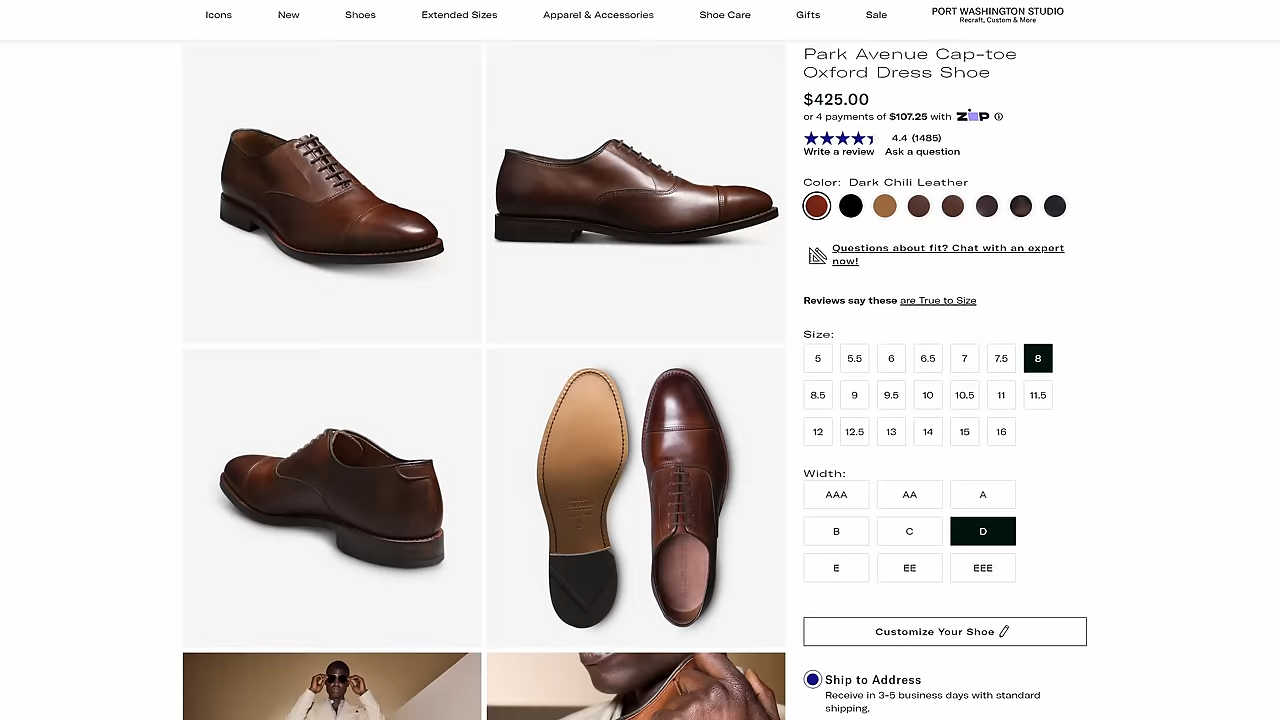 Icons
New
Shoes
Extended Sizes
Apparel & Accessories
Shoe Care
Gifts
Sale
PORT WASHINGTON STUDIO
Recraft, Custom & More
Park Avenue Cap-toe
Oxford Dress Shoe
$425.00
or 4 payments of $107.25 with ZIP
4.4 (1485)
Write a review Ask a question
Color: Dark Chili Leather
Questions about fit? Chat with an expert
now!
Reviews say these are True to Size
Size:
5 5.5 6 6.5 7 7.5 8
8.5 9 9.5 10 10.5 11 11.5
12 12.5 13 14 15 16
Width:
AAA AA A
B C D
E EE EEE
Customize Your Shoe
Ship to Address
Receive in 3-5 business days with standard
shipping.